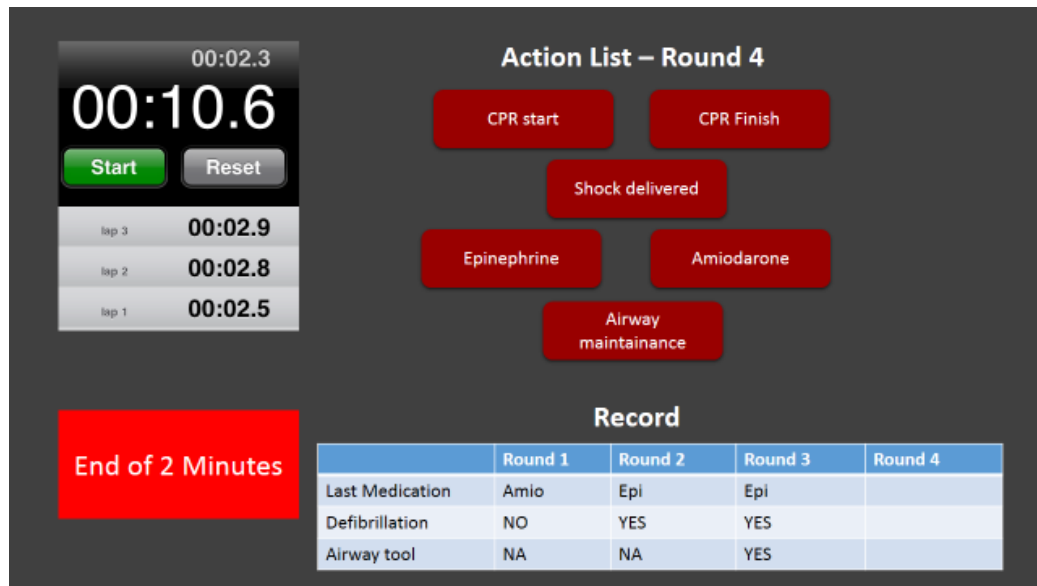 00:02.3
00:10.6
Start Reset
lap 3 00:02.9
lap 2 00:02.8
lap 1 00:02.5
Action List – Round 4
CPR start CPR Finish
Shock delivered
Epinephrine Amiodarone
Airway
maintainance
End of 2 Minutes
Record
Round 1 Round 2 Round 3 Round 4
Last Medication Amio Epi Epi
Defibrillation NO YES YES
Airway tool NA NA YES